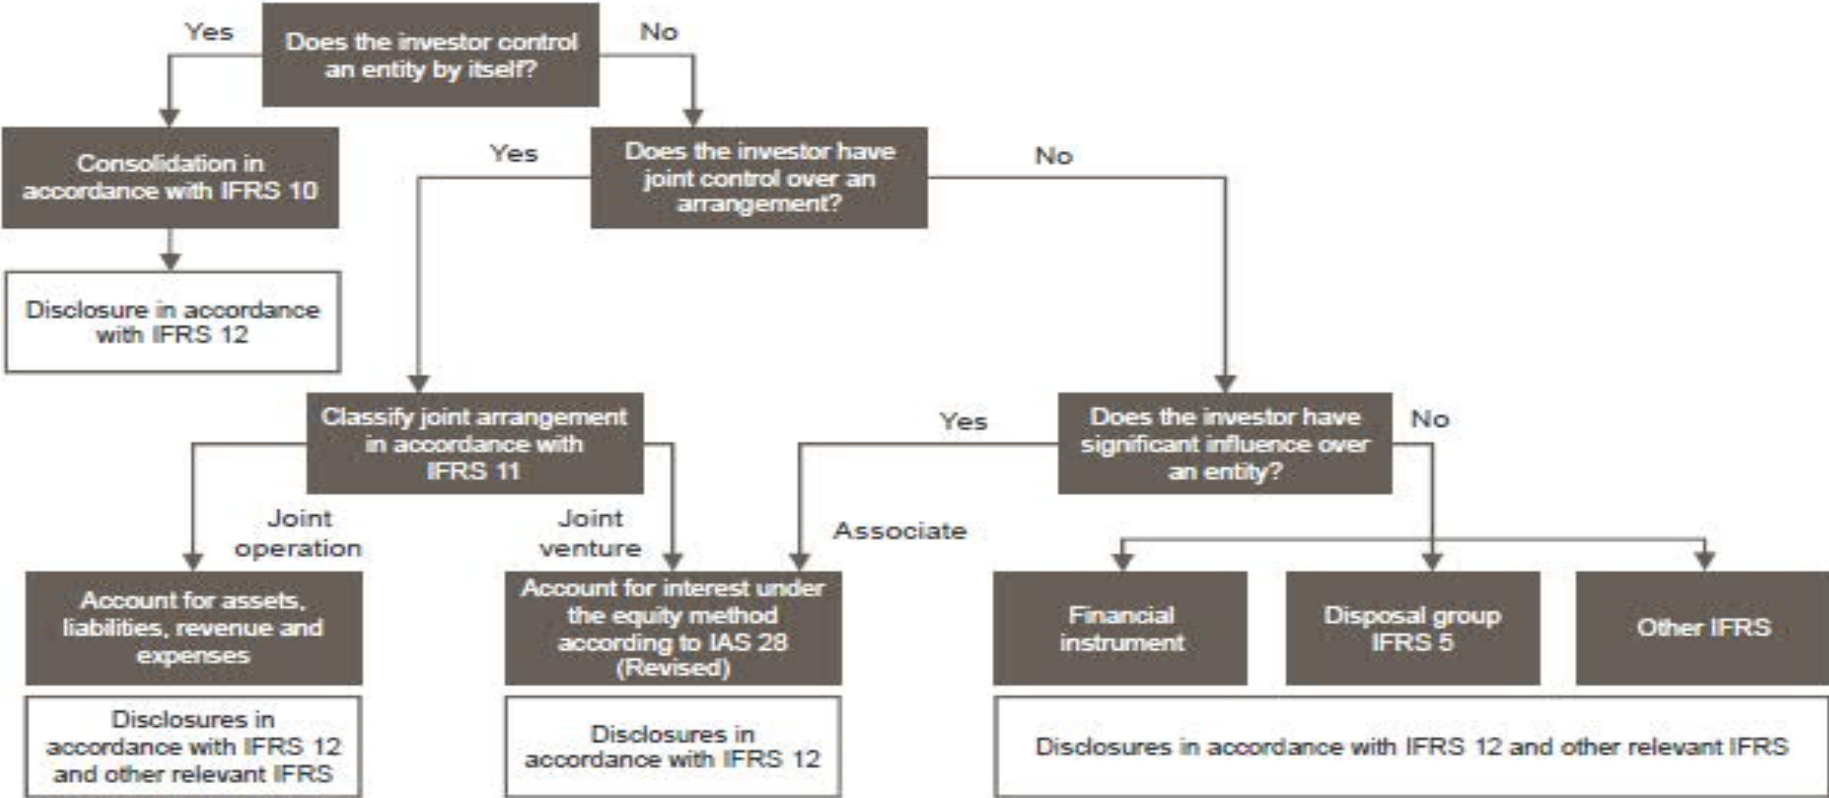 Yes
Does the investor control
an entity by itself?
No
Consolidation in
accordance with IFRS 10
Yes
Does the investor have
joint control over an
arrangement?
No
Disclosure in accordance
with IFRS 12
Classify joint arrangement
in accordance with
IFRS 11
Yes
Does the investor have
significant influence over
an entity?
No
Joint
operation
Joint
venture
Associate
Account for assets,
liabilities, revenue and
expenses
Account for interest under
the equity method
according to IAS 28
(Revised)
Financial
instrument
Disposal group
IFRS 5
Other IFRS
Disclosures in
accordance with IFRS 12
and other relevant IFRS
Disclosures in
accordance with IFRS 12
Disclosures in accordance with IFRS 12 and other relevant IFRS